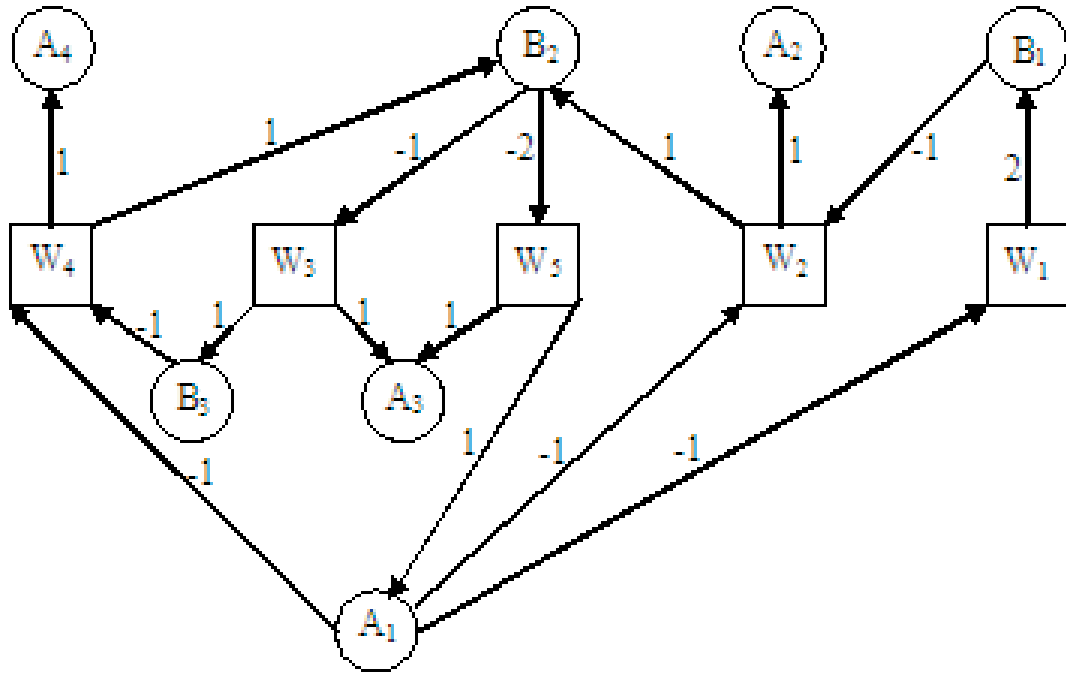 A₄ B₂ A₂ B₁
1 1 -1 -2 1 1 -1 2
W₄ W₃ W₅ W₂ W₁
-1 1 1 1
B₃ A₃
-1 1 -1 -1
A₁